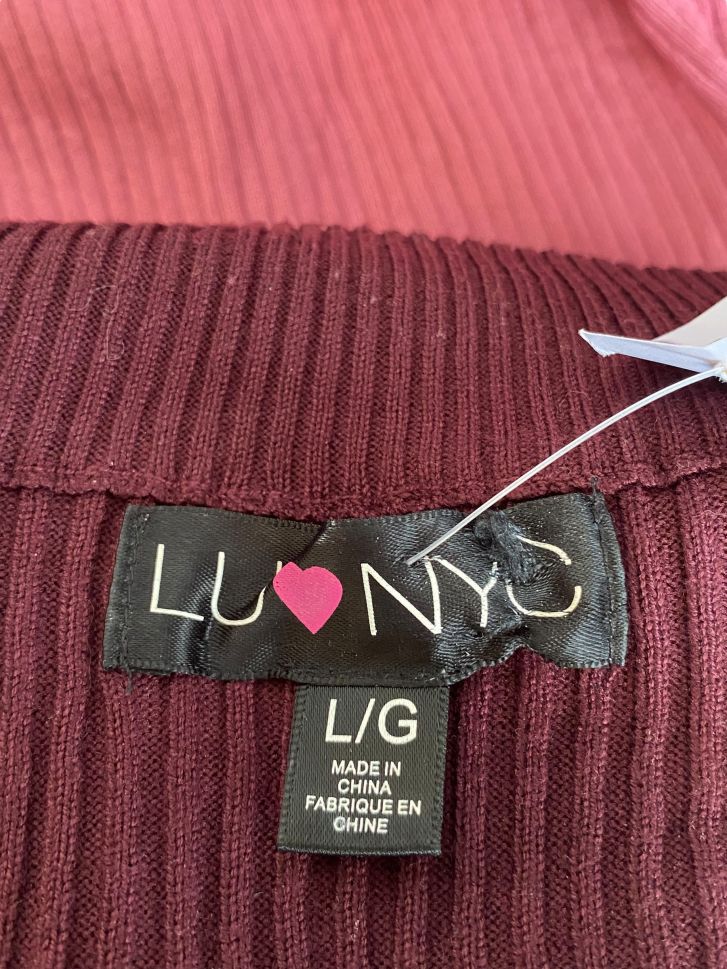 LU♥NYC
L/G
MADE IN
CHINA
FABRIQUE EN
CHINE